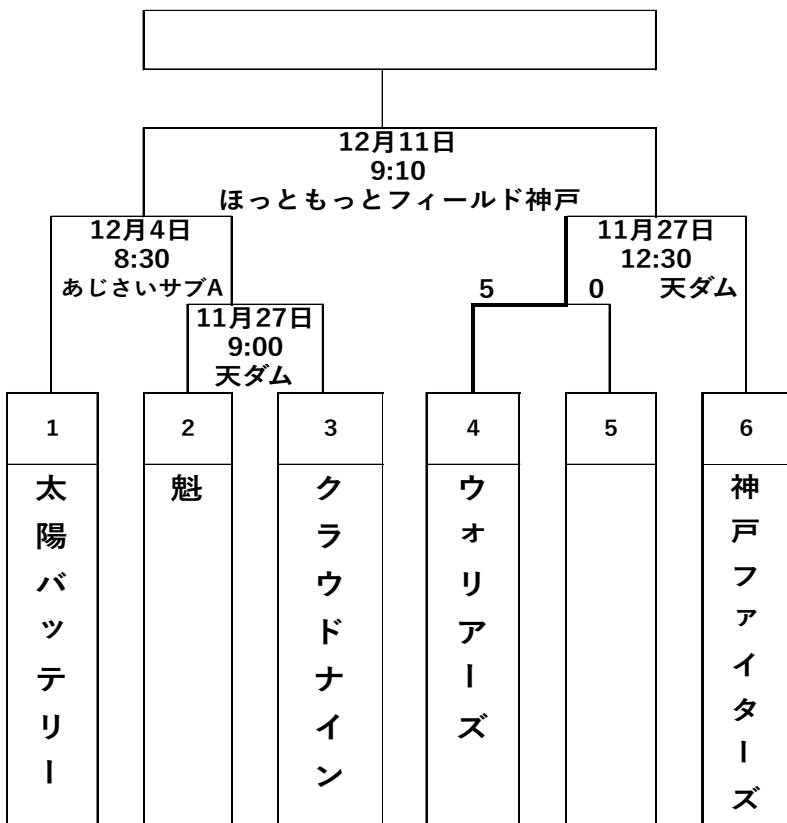 12月11日
9:10
ほっともっとフィールド神戸
12月4日
8:30
あじさいサブA
11月27日
12:30
天ダム
5
0
11月27日
9:00
天ダム
1
2
3
4
5
6
太陽バッテリー
魁
クラウドナイン
ウォリアーズ
神戸ファイターズ